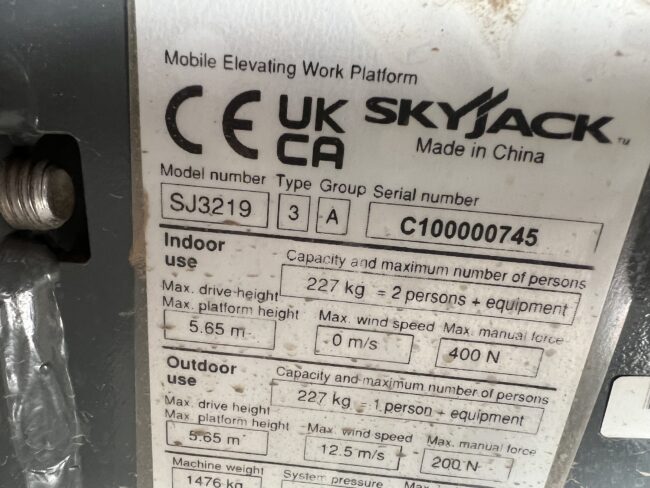 Mobile Elevating Work Platform
CE UK CA SKYJACK™
Made in China
Model number Type Group Serial number
SJ3219 3 A C100000745
Indoor use
Capacity and maximum number of persons
227 kg = 2 persons + equipment
Max. drive-height
Max. platform height Max. wind speed Max. manual force
5.65 m 0 m/s 400 N
Outdoor use
Capacity and maximum number of persons
227 kg = 1 person + equipment
Max. drive height
Max. platform height Max. wind speed Max. manual force
5.65 m 12.5 m/s 200 N
Machine weight System pressure
1476 kg